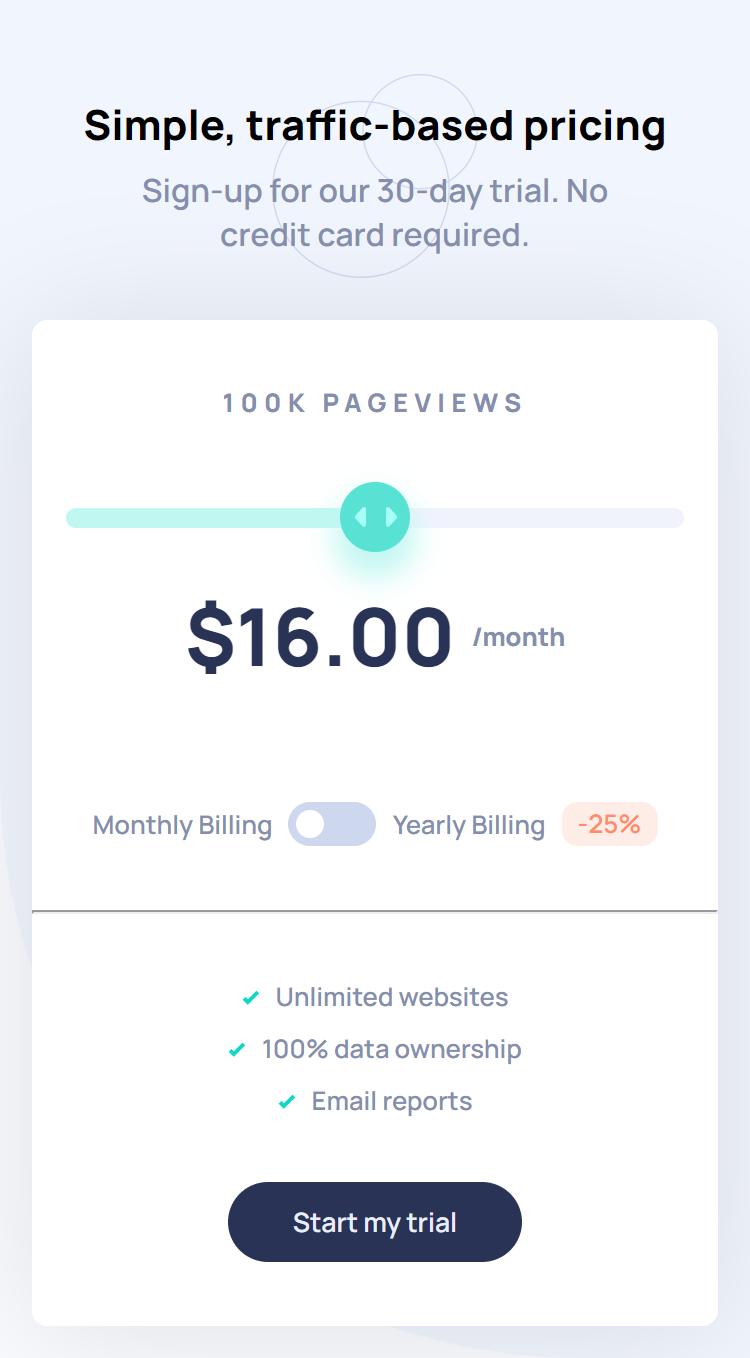 Simple, traffic-based pricing
Sign-up for our 30-day trial. No
credit card required.
100K PAGEVIEWS
$16.00 /month
Monthly Billing Yearly Billing -25%
Unlimited websites
100% data ownership
Email reports
Start my trial